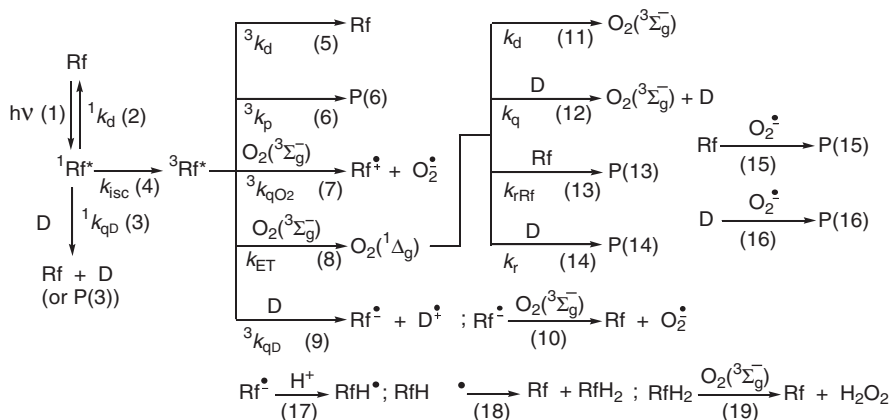 ³k_d (5) Rf
k_d (11) O₂(³Σg⁻)
Rf
hν (1) ¹k_d (2)
³k_p (6) P(6)
D k_q (12) O₂(³Σg⁻) + D
¹Rf* k_isc (4) ³Rf*
O₂(³Σg⁻) ³k_qO₂ (7) Rf•+ + O₂•−
Rf k_rRf (13) P(13)
Rf O₂•− (15) P(15)
D ¹k_qD (3)
O₂(³Σg⁻) k_ET (8) O₂(¹Δg)
D k_r (14) P(14)
D O₂•− (16) P(16)
Rf + D
(or P(3))
D ³k_qD (9) Rf•− + D•+ ; Rf•− O₂(³Σg⁻) (10) Rf + O₂•−
Rf•− H⁺ (17) RfH• ; RfH • (18) Rf + RfH₂ ; RfH₂ O₂(³Σg⁻) (19) Rf + H₂O₂